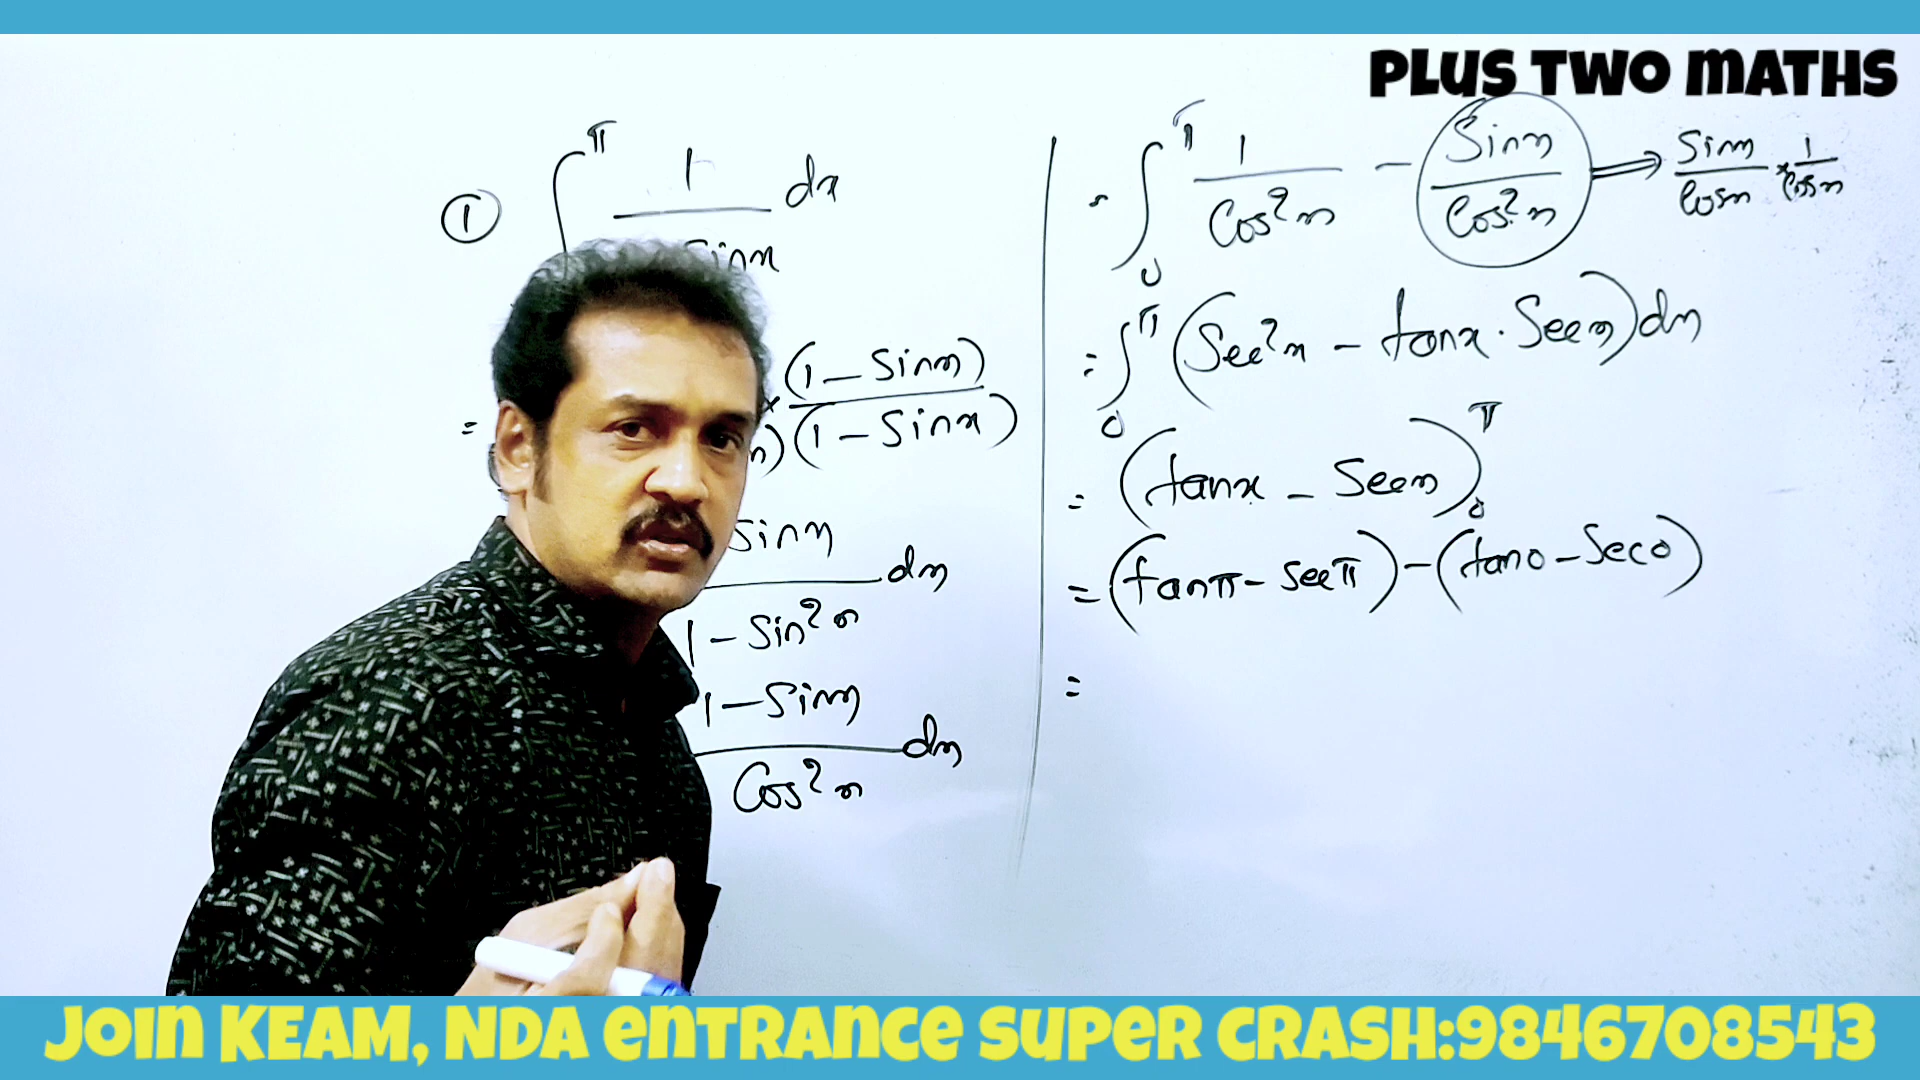 PLUS TWO MATHS
① ∫ π 1 dx
sinx
= × (1 – Sinx)
x)(1 – Sinx)
Sinx dx
1 – Sin²x
1 – Sinx dx
Cos²x
= ∫₀^π 1/Cos²x – Sinx/Cos²x ⟹ Sinx/Cosx × 1/Cosx
= ∫₀^π (Sec²x – tanx · Secx) dx
= (tanx – Secx)₀^π
= (tanπ – Secπ) – (tan0 – Sec0)
=
JOIN KEAM, NDA ENTRANCE SUPER CRASH:9846708543